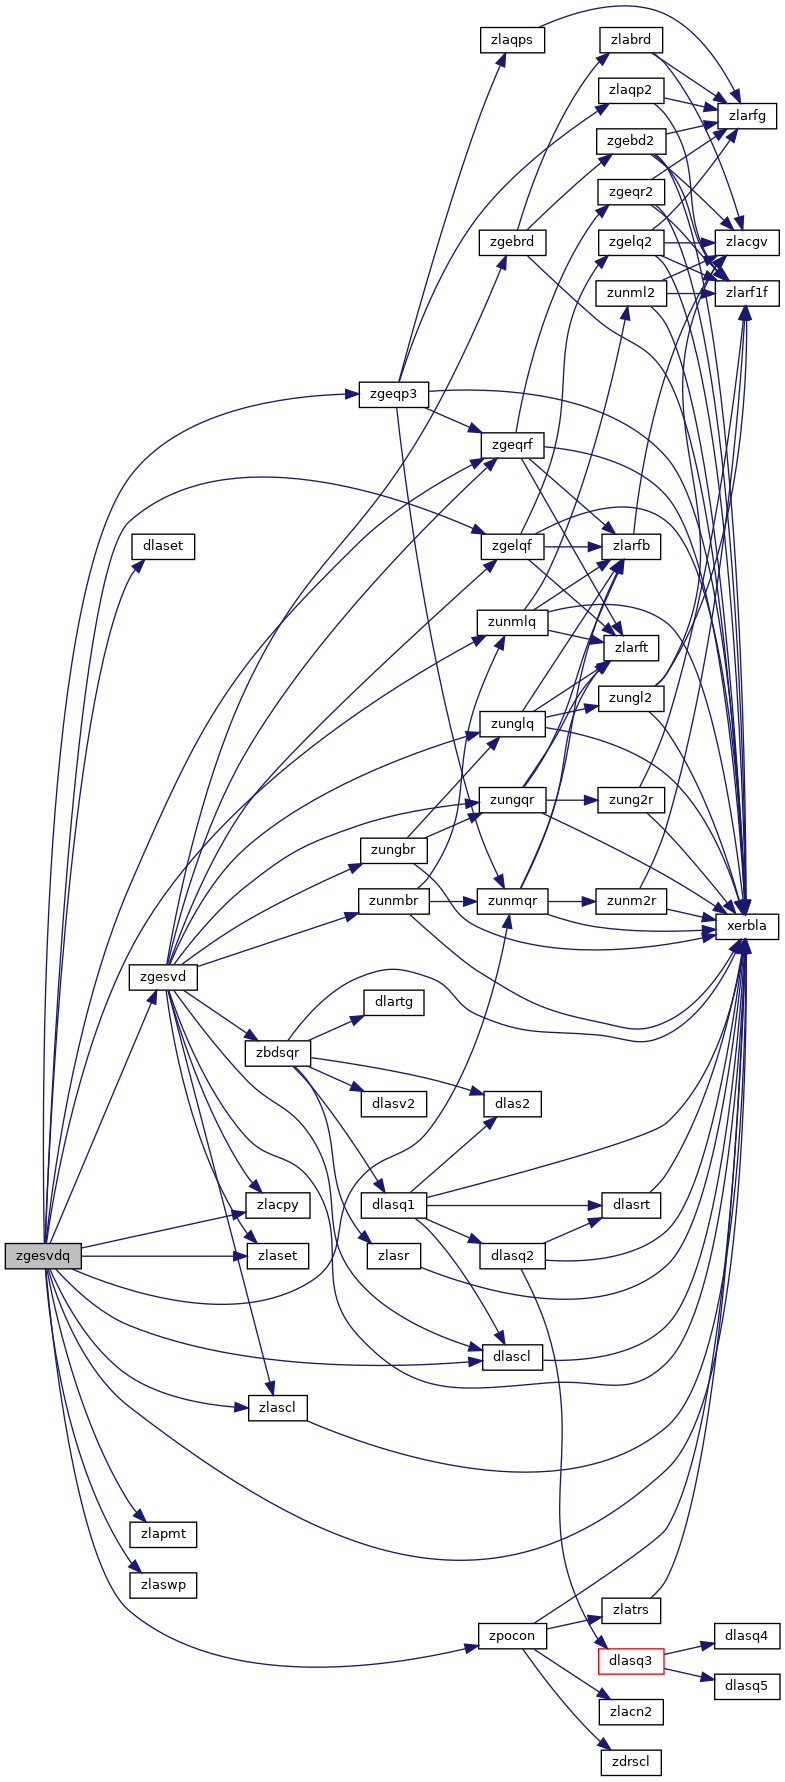 zlaqps
zlabrd
zlaqp2
zlarfg
zgebd2
zgeqr2
zgebrd
zgelq2
zlacgv
zunml2
zlarf1f
zgeqp3
zgeqrf
dlaset
zgelqf
zlarfb
zunmlq
zlarft
zungl2
zunglq
zungqr
zung2r
zungbr
zunmbr
zunmqr
zunm2r
xerbla
zgesvd
dlartg
zbdsqr
dlasv2
dlas2
zlacpy
dlasq1
dlasrt
zgesvdq
zlaset
zlasr
dlasq2
dlascl
zlascl
zlapmt
zlaswp
zlatrs
zpocon
dlasq4
dlasq3
dlasq5
zlacn2
zdrscl